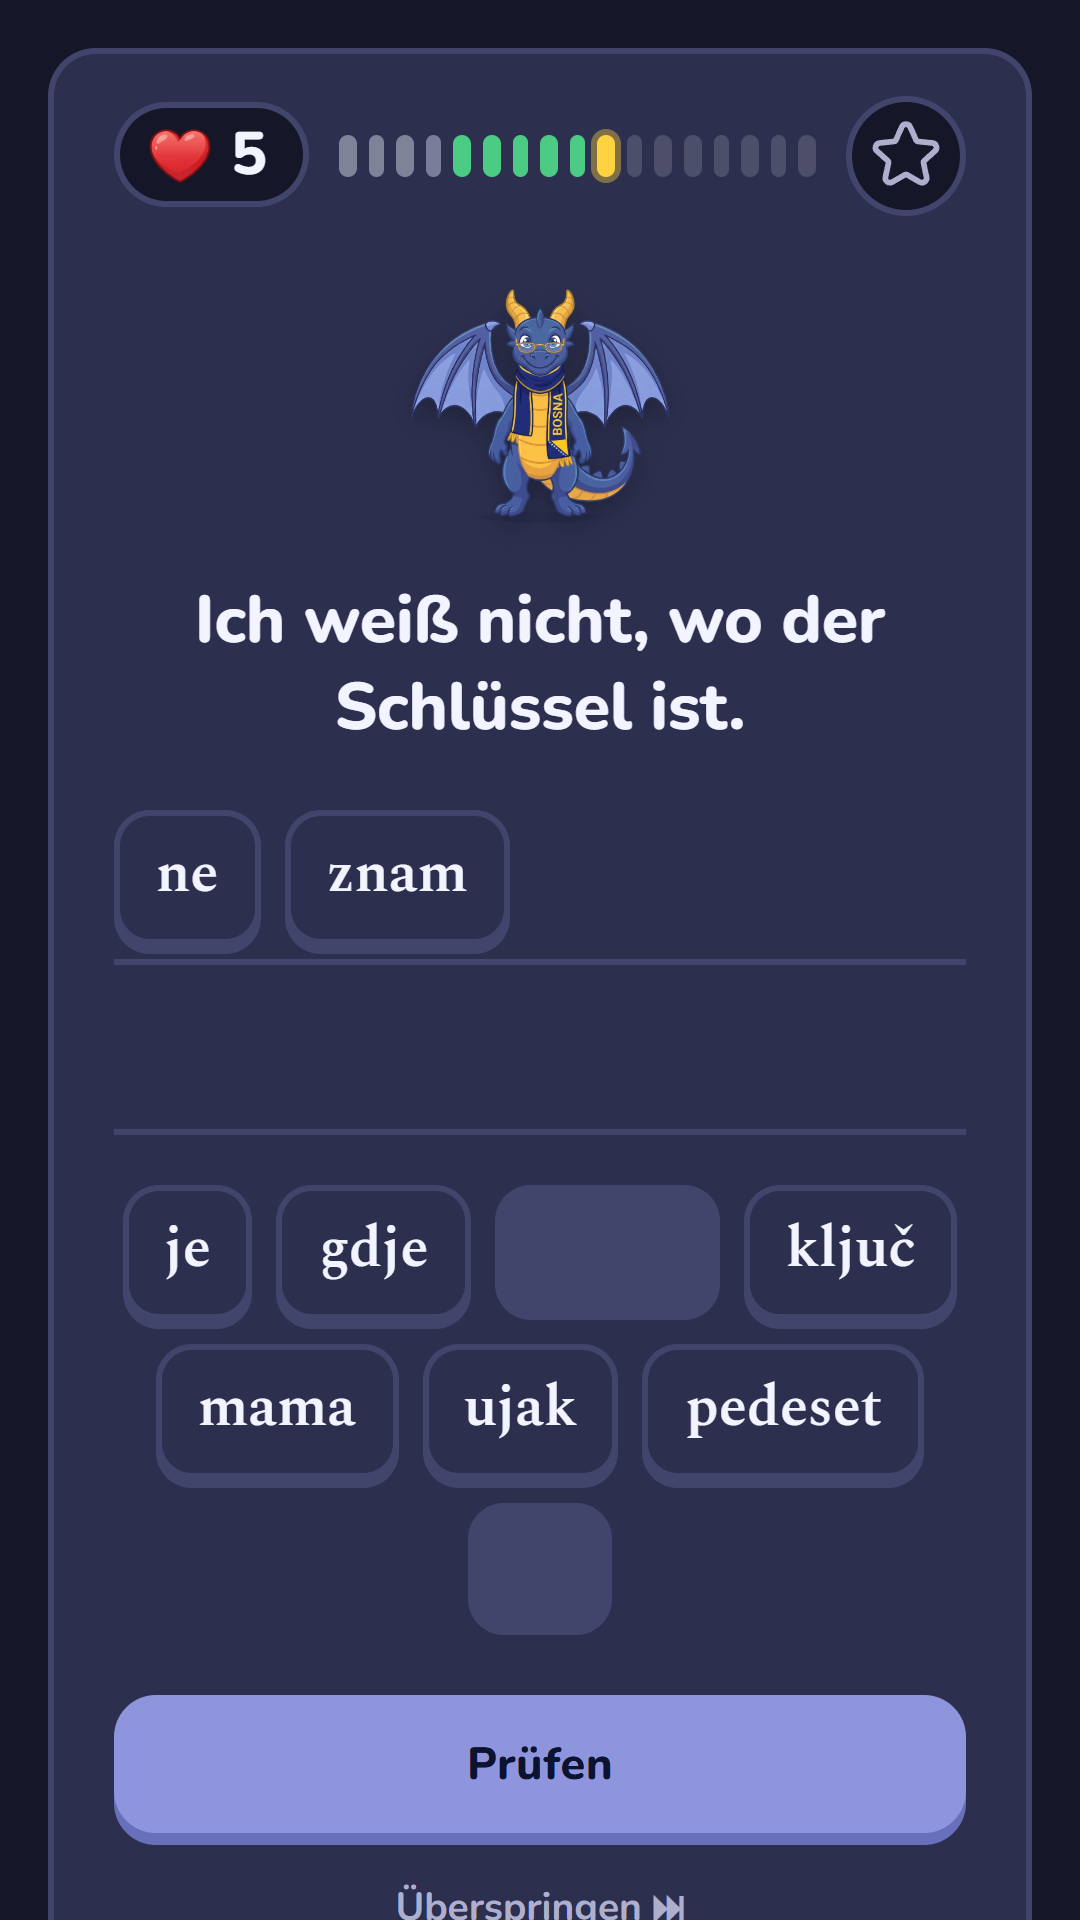 5
BOSNA
Ich weiß nicht, wo der
Schlüssel ist.
ne znam
je gdje ključ
mama ujak pedeset
Prüfen
Überspringen